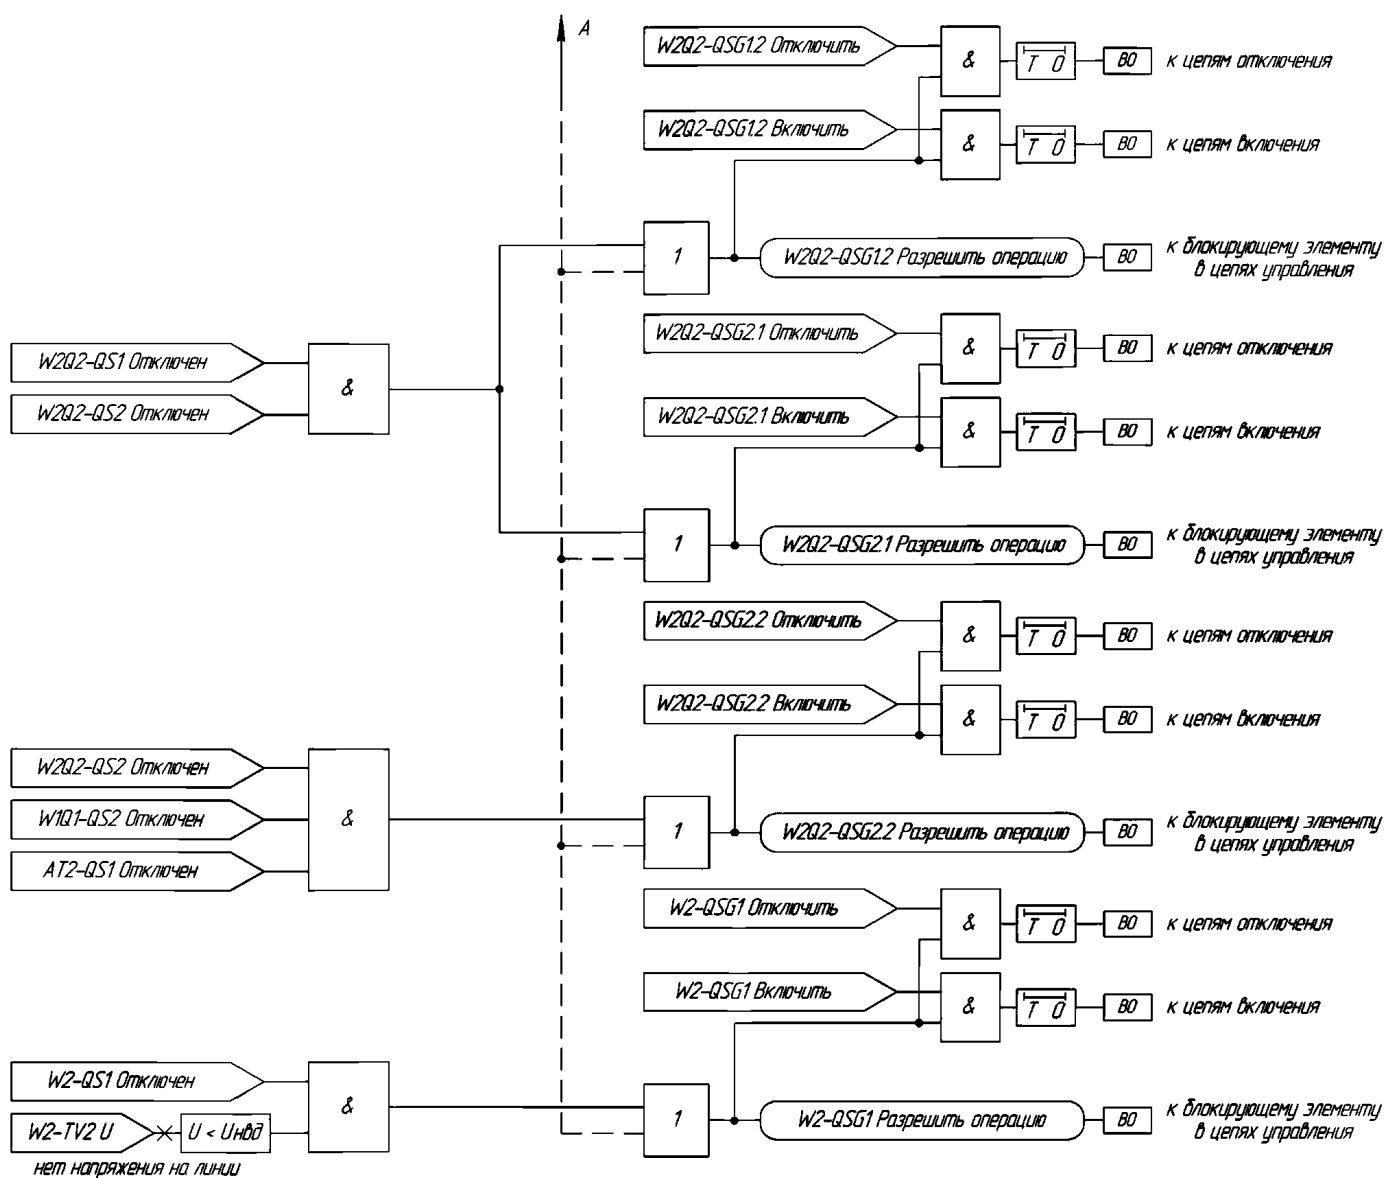 A
W2Q2-QSG1.2 Отключить
&
T 0
ВО
к цепям отключения
W2Q2-QSG1.2 Включить
&
T 0
ВО
к цепям включения
1
W2Q2-QSG1.2 Разрешить операцию
ВО
к блокирующему элементу
в цепях управления
W2Q2-QS1 Отключен
W2Q2-QS2 Отключен
&
W2Q2-QSG2.1 Отключить
&
T 0
ВО
к цепям отключения
W2Q2-QSG2.1 Включить
&
T 0
ВО
к цепям включения
1
W2Q2-QSG2.1 Разрешить операцию
ВО
к блокирующему элементу
в цепях управления
W2Q2-QSG2.2 Отключить
&
T 0
ВО
к цепям отключения
W2Q2-QSG2.2 Включить
&
T 0
ВО
к цепям включения
W2Q2-QS2 Отключен
W1Q1-QS2 Отключен
AT2-QS1 Отключен
&
1
W2Q2-QSG2.2 Разрешить операцию
ВО
к блокирующему элементу
в цепях управления
W2-QSG1 Отключить
&
T 0
ВО
к цепям отключения
W2-QSG1 Включить
&
T 0
ВО
к цепям включения
W2-QS1 Отключен
W2-TV2 U
U < Uнвд
нет напряжения на линии
&
1
W2-QSG1 Разрешить операцию
ВО
к блокирующему элементу
в цепях управления